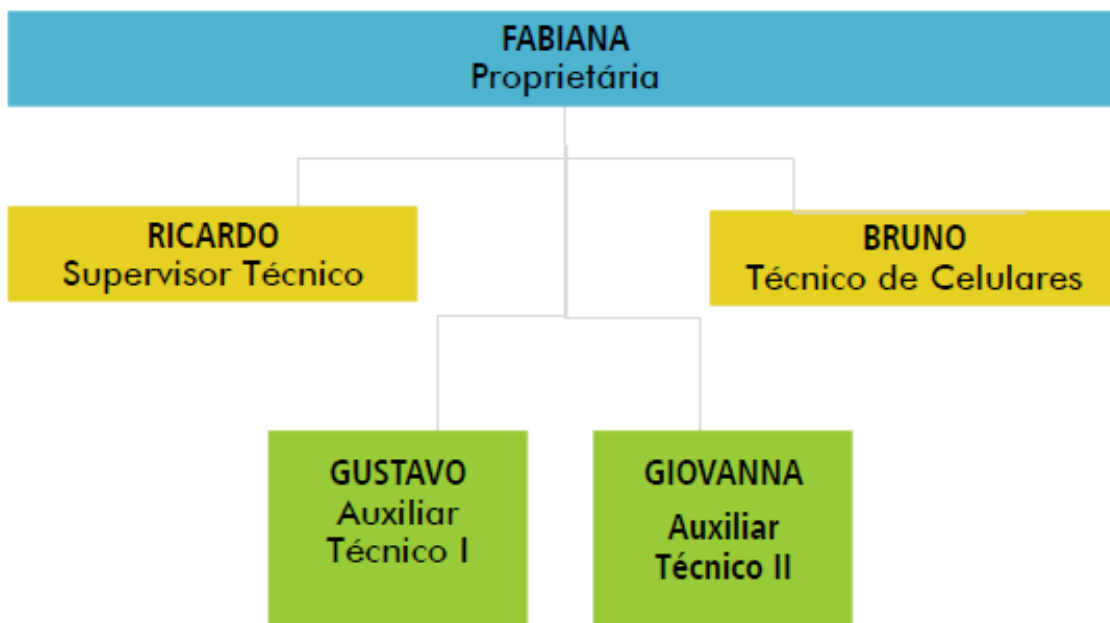 FABIANA
Proprietária
RICARDO
Supervisor Técnico
BRUNO
Técnico de Celulares
GUSTAVO
Auxiliar
Técnico I
GIOVANNA
Auxiliar
Técnico II